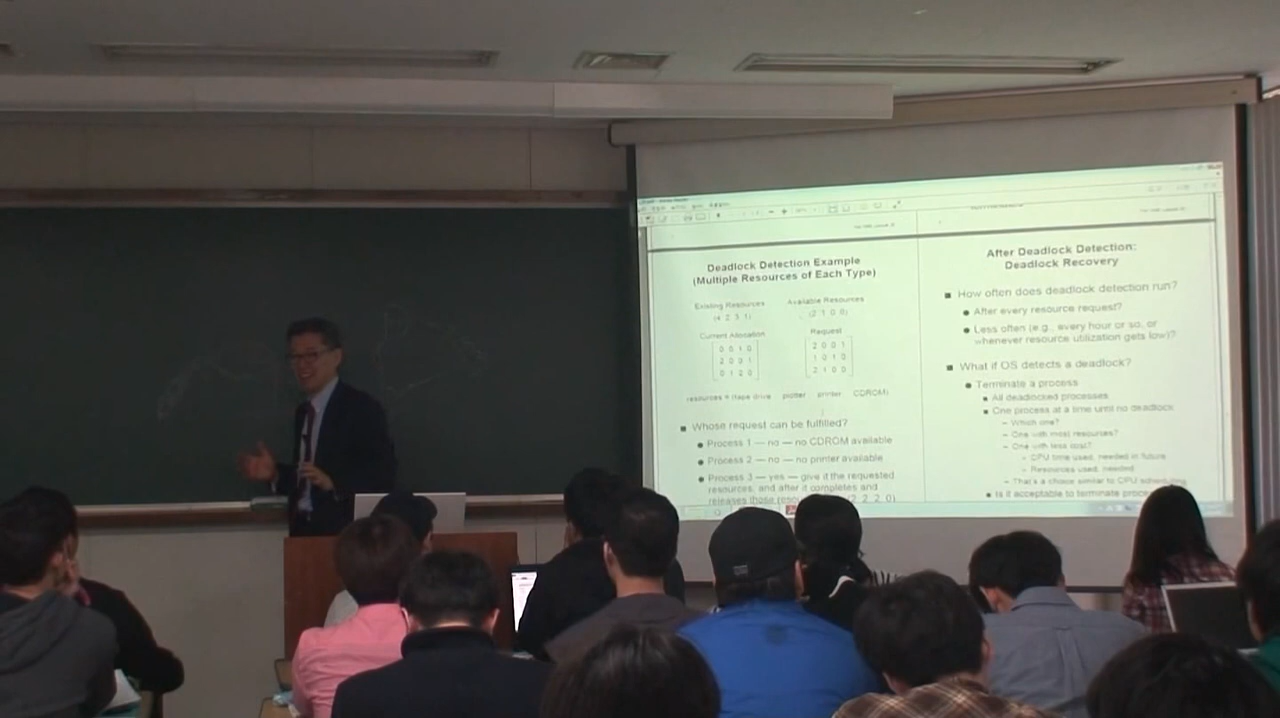 Deadlock Detection Example
(Multiple Resources of Each Type)
Existing Resources
(4 2 3 1)
Available Resources
(2 1 0 0)
Current Allocation
0 0 1 0
2 0 0 1
0 1 2 0
Request
2 0 0 1
1 0 1 0
2 1 0 0
resources = (tape drive plotter printer CDROM)
Whose request can be fulfilled?
Process 1 — no — no CDROM available
Process 2 — no — no printer available
Process 3 — yes — give it the requested
resources, and after it completes and
releases those (2 2 2 0)
After Deadlock Detection:
Deadlock Recovery
How often does deadlock detection run?
After every resource request?
Less often (e.g., every hour or so, or
whenever resource utilization gets low)?
What if OS detects a deadlock?
Terminate a process
All deadlocked processes
One process at a time until no deadlock
– Which one?
– One with most resources?
– One with less cost?
CPU time used, needed in future
Resources used, needed
– That's a choice similar to CPU scheduling
Is it acceptable to terminate